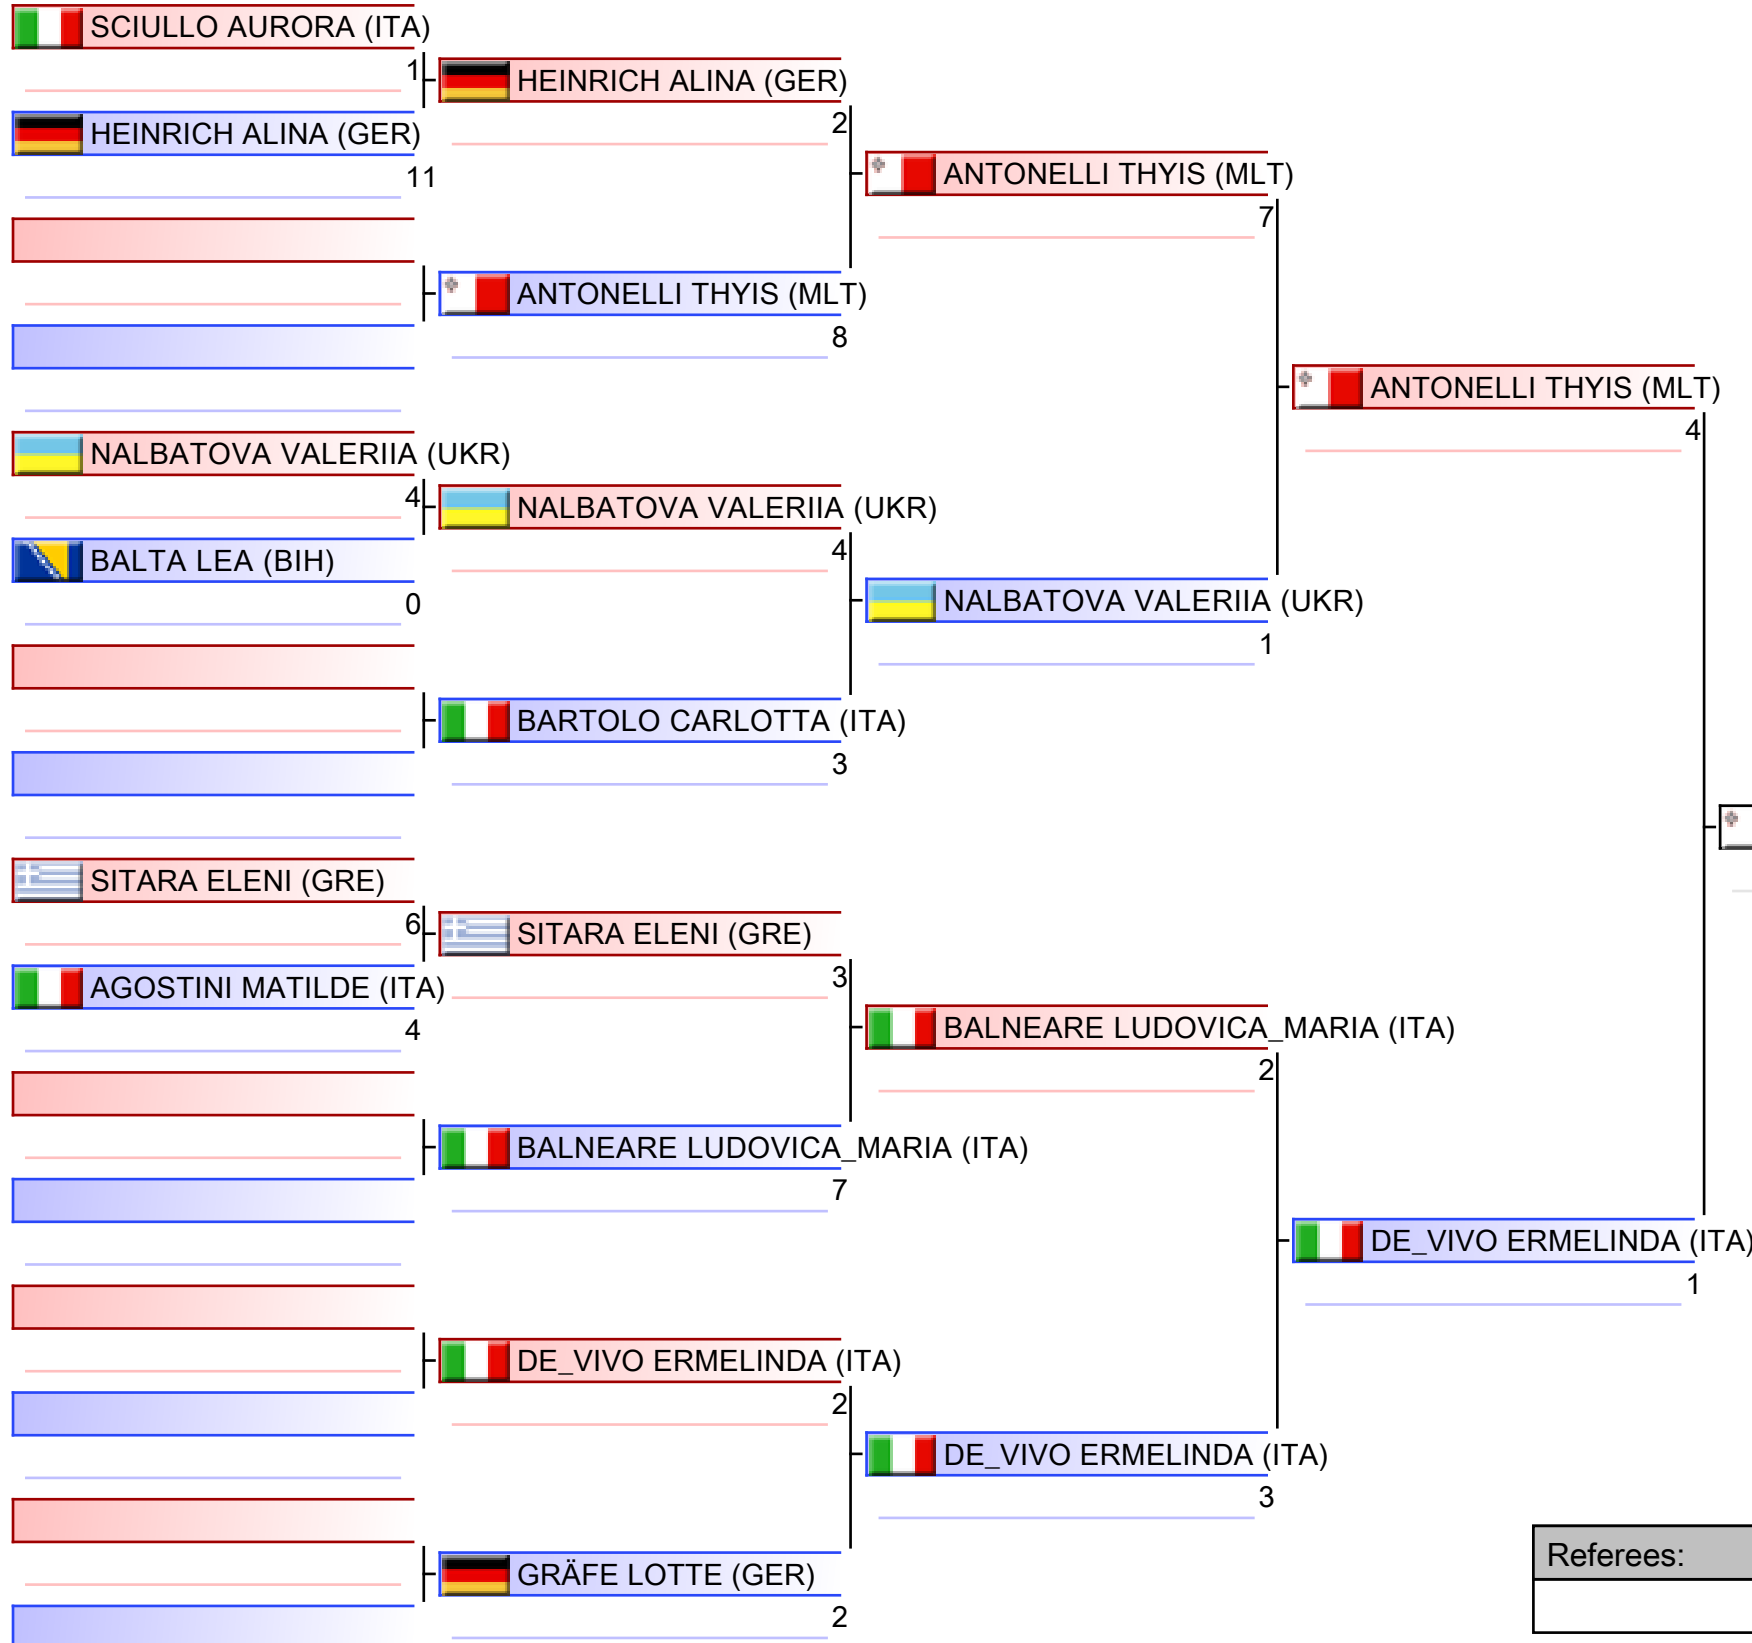 SCIULLO AURORA (ITA)
1
HEINRICH ALINA (GER)
11
NALBATOVA VALERIIA (UKR)
4
BALTA LEA (BIH)
0
SITARA ELENI (GRE)
6
AGOSTINI MATILDE (ITA)
4
HEINRICH ALINA (GER)
2
ANTONELLI THYIS (MLT)
8
NALBATOVA VALERIIA (UKR)
4
BARTOLO CARLOTTA (ITA)
3
SITARA ELENI (GRE)
3
BALNEARE LUDOVICA_MARIA (ITA)
7
DE_VIVO ERMELINDA (ITA)
2
GRÄFE LOTTE (GER)
2
ANTONELLI THYIS (MLT)
7
NALBATOVA VALERIIA (UKR)
1
BALNEARE LUDOVICA_MARIA (ITA)
2
DE_VIVO ERMELINDA (ITA)
3
ANTONELLI THYIS (MLT)
4
DE_VIVO ERMELINDA (ITA)
1
Referees: